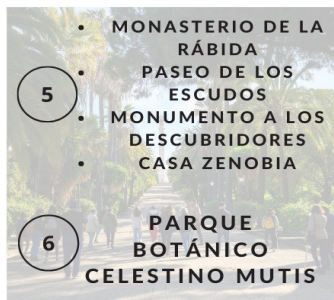 5
• MONASTERIO DE LA
RÁBIDA
• PASEO DE LOS
ESCUDOS
• MONUMENTO A LOS
DESCUBRIDORES
• CASA ZENOBIA
6
PARQUE
BOTÁNICO
CELESTINO MUTIS